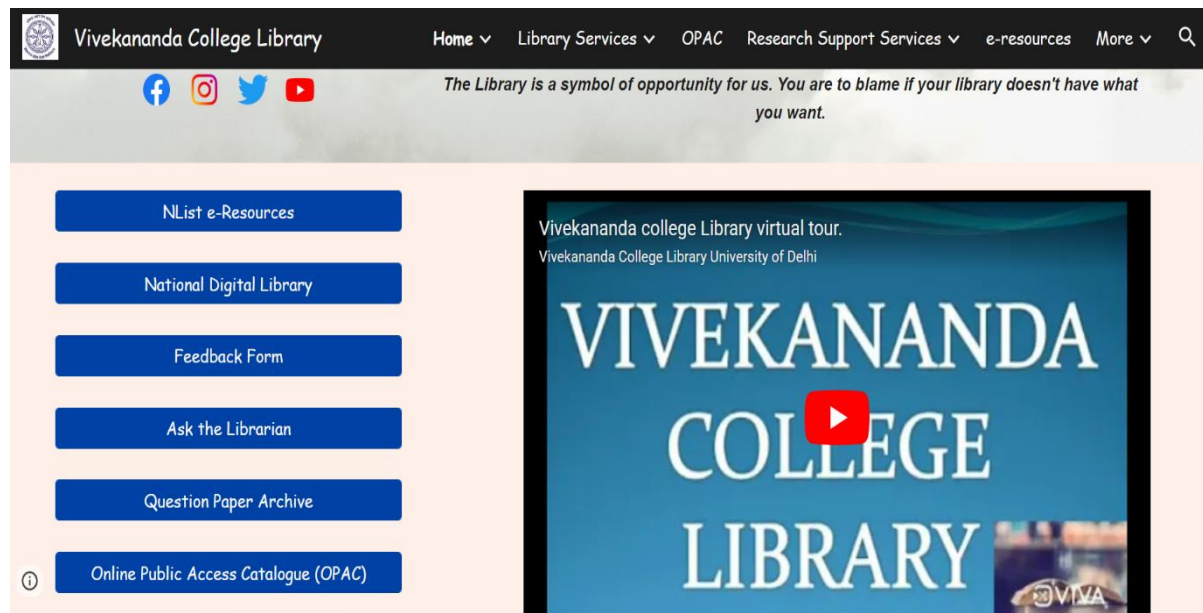 Vivekananda College Library
Home
Library Services
OPAC
Research Support Services
e-resources
More
The Library is a symbol of opportunity for us. You are to blame if your library doesn't have what
you want.
NList e-Resources
National Digital Library
Feedback Form
Ask the Librarian
Question Paper Archive
Online Public Access Catalogue (OPAC)
Vivekananda college Library virtual tour.
Vivekananda College Library University of Delhi
VIVEKANANDA
COLLEGE
LIBRARY
VIVA